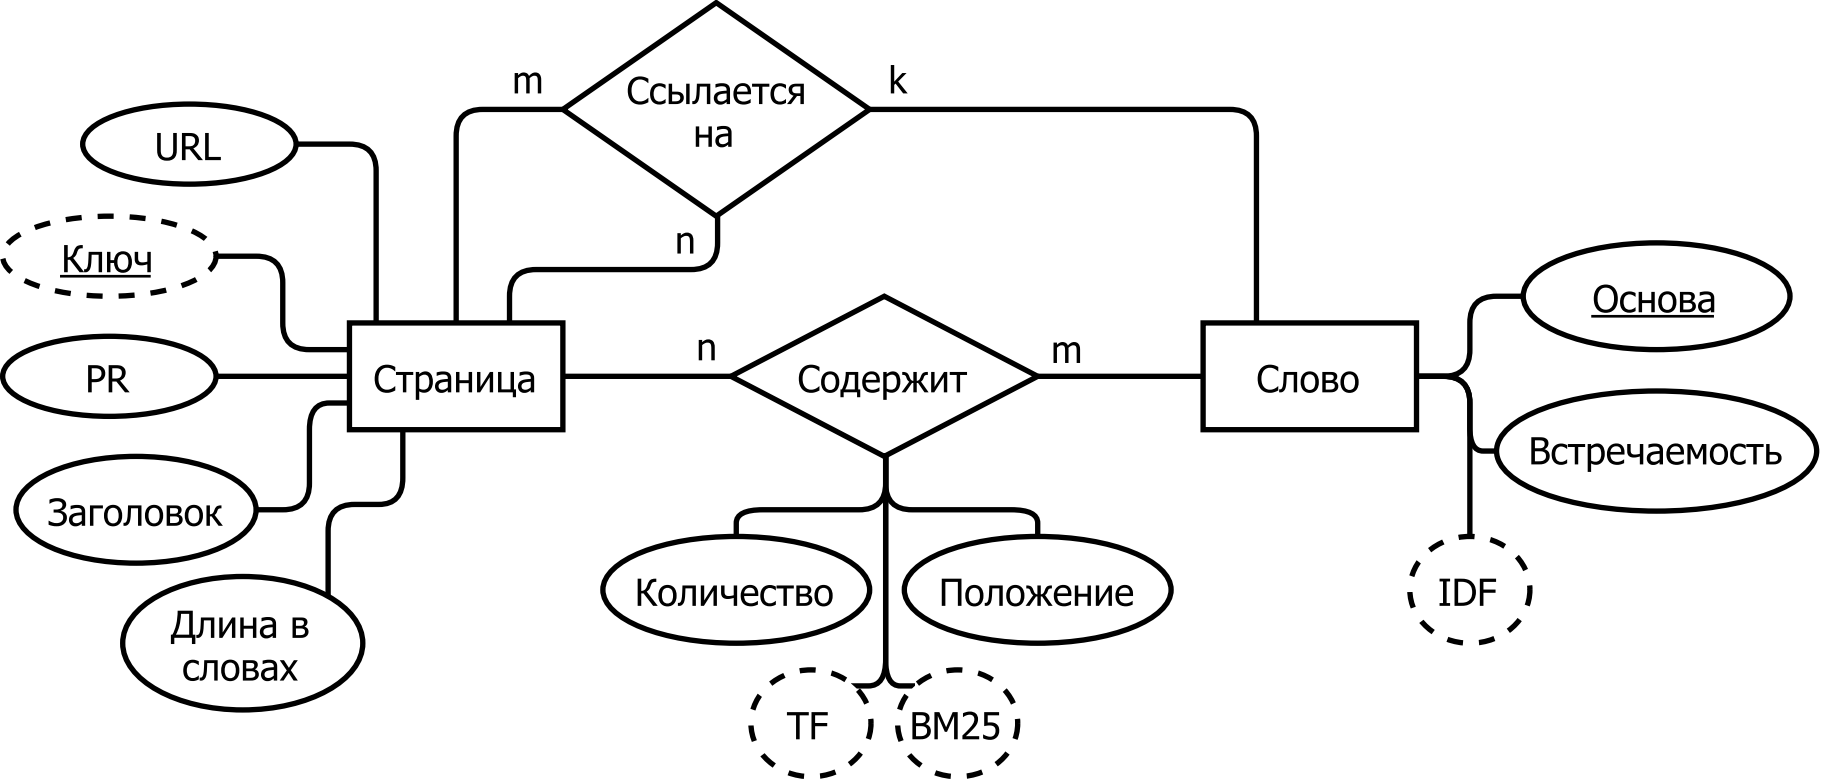 m
Ссылается
на
k
URL
n
Ключ
Основа
n
m
PR
Страница
Содержит
Слово
Встречаемость
Заголовок
Количество
Положение
IDF
Длина в
словах
TF
BM25